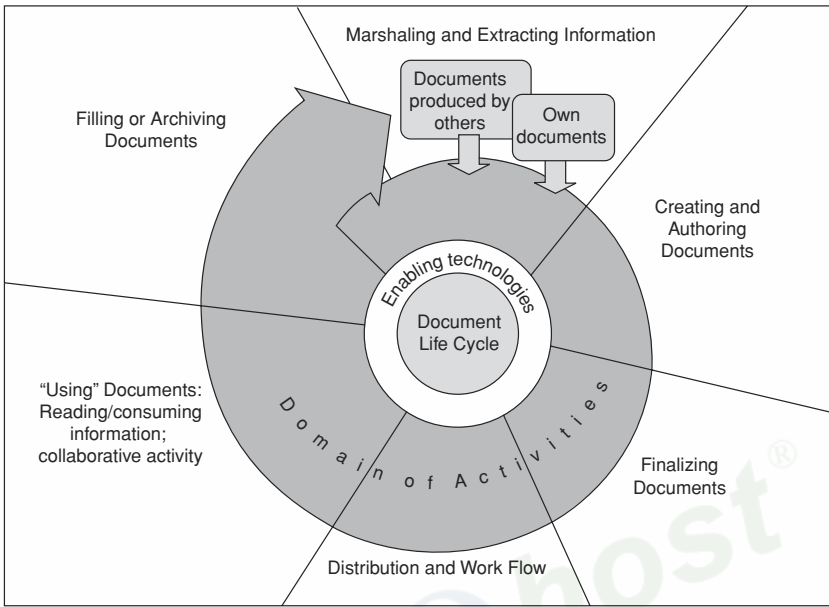 Marshaling and Extracting Information
Documents
produced by
others
Own
documents
Filling or Archiving
Documents
Creating and
Authoring
Documents
Enabling technologies
Document
Life Cycle
"Using" Documents:
Reading/consuming
information;
collaborative activity
Domain of Activities
Finalizing
Documents
Distribution and Work Flow
host®